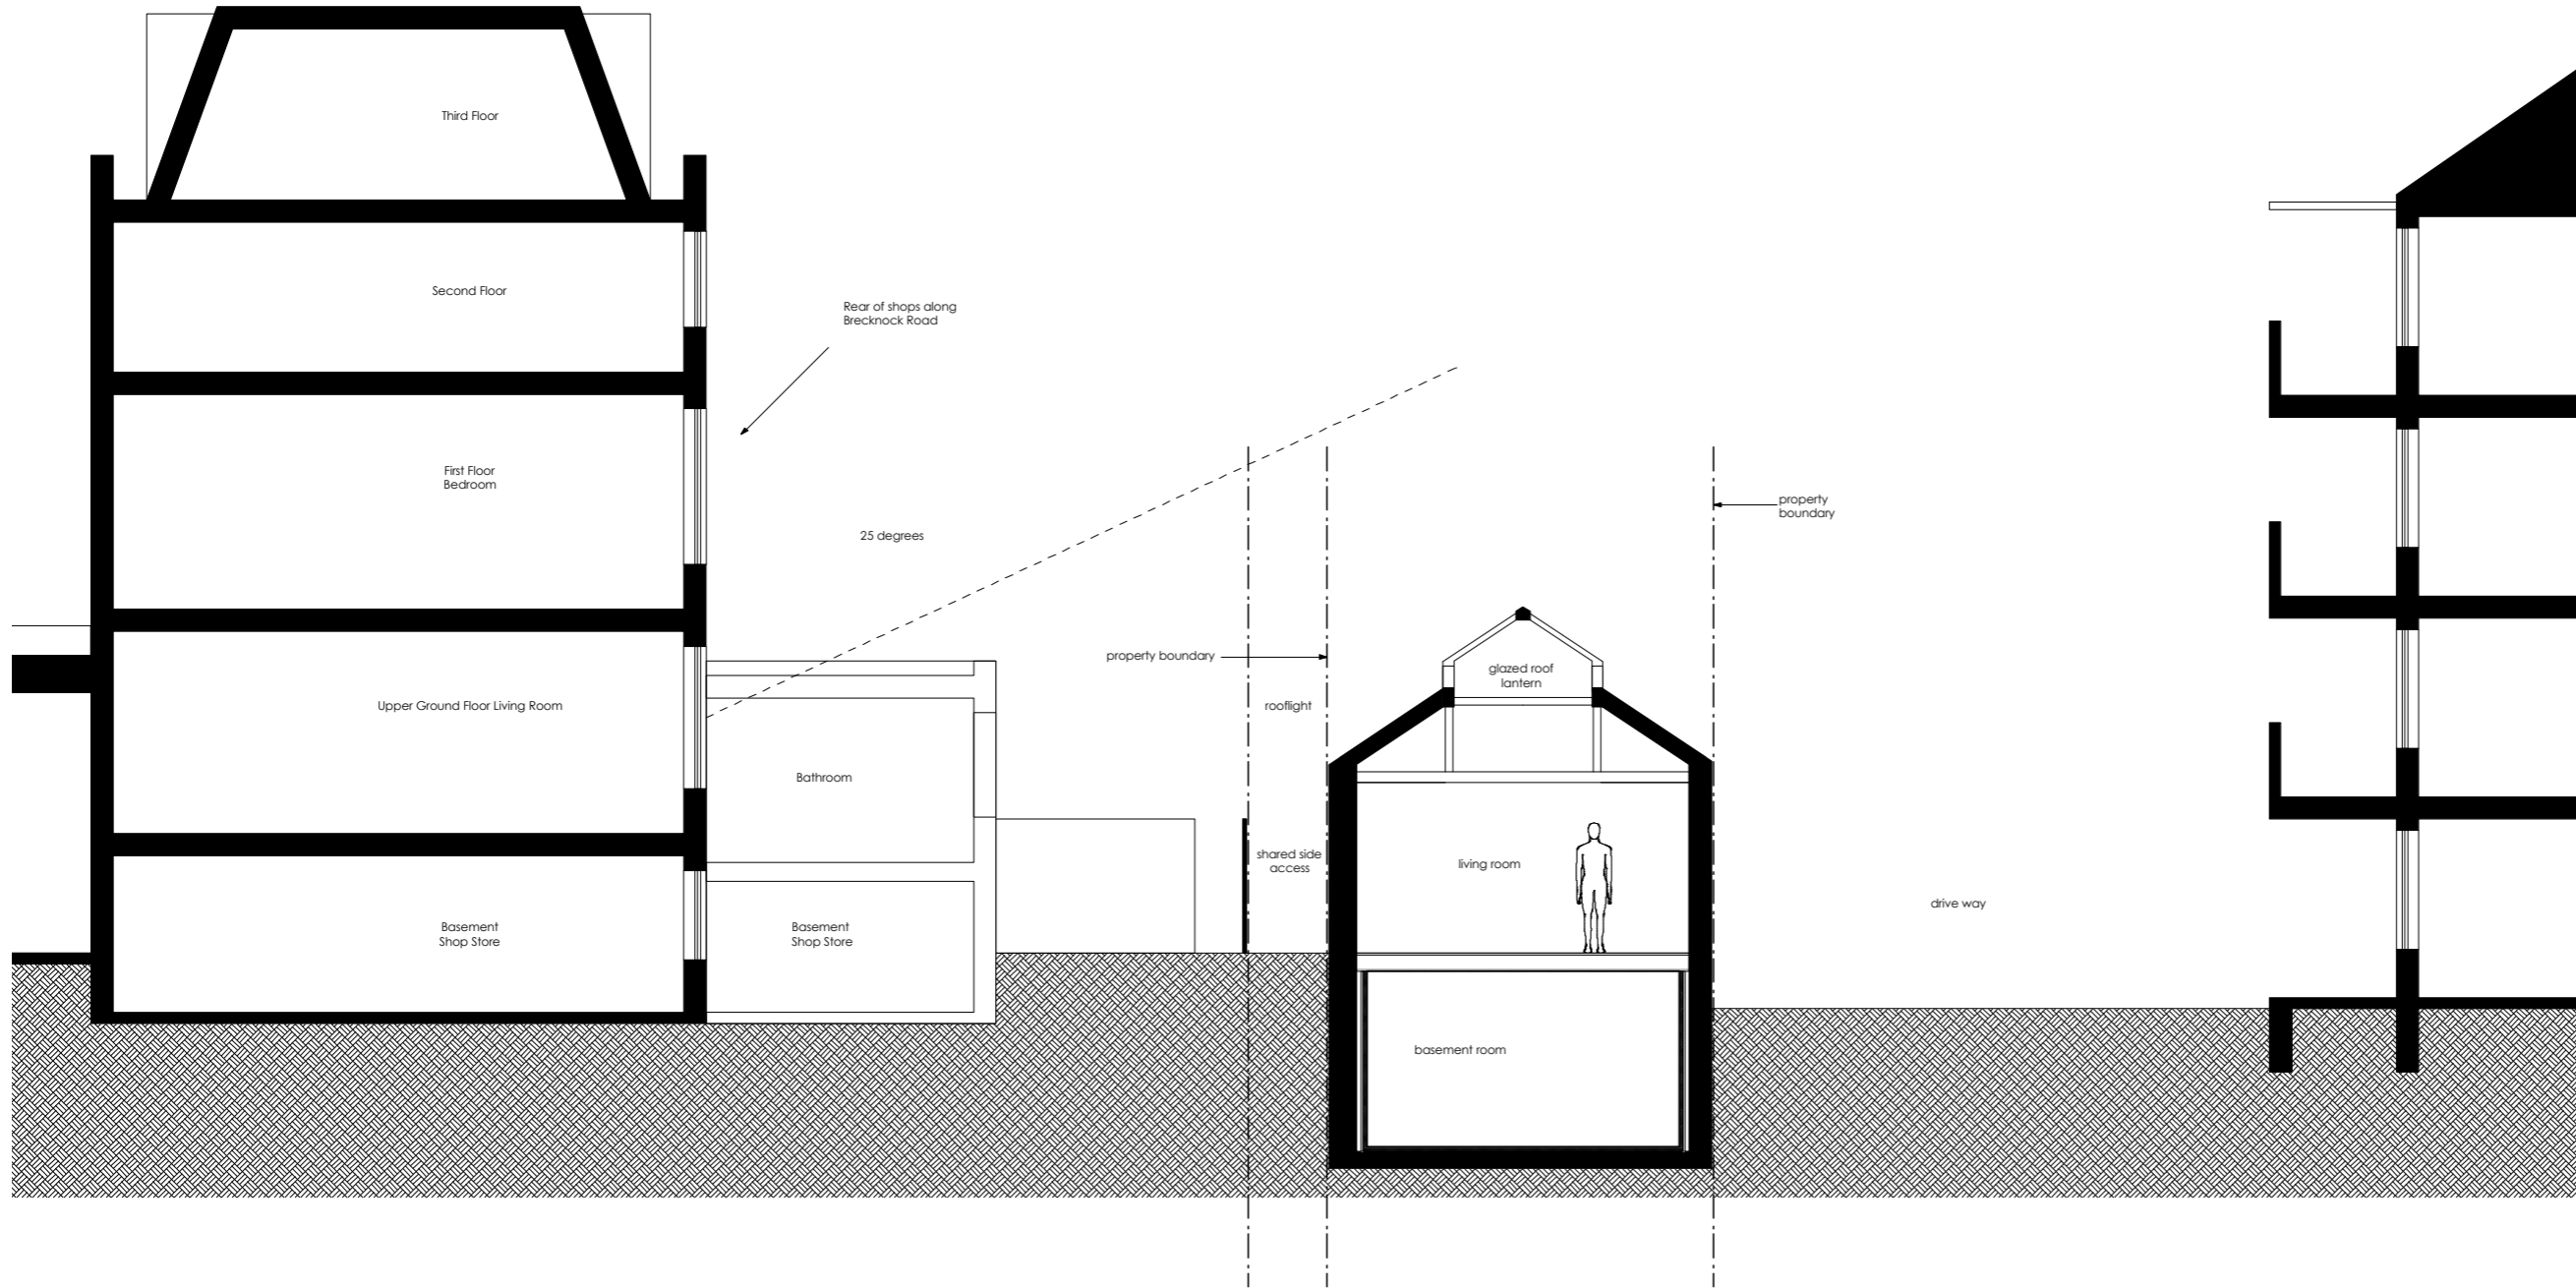 Third Floor
Second Floor
Rear of shops along
Brecknock Road
First Floor
Bedroom
25 degrees
property
boundary
property boundary
glazed roof
lantern
Upper Ground Floor Living Room
rooflight
Bathroom
shared side
access
living room
drive way
Basement
Shop Store
Basement
Shop Store
basement room